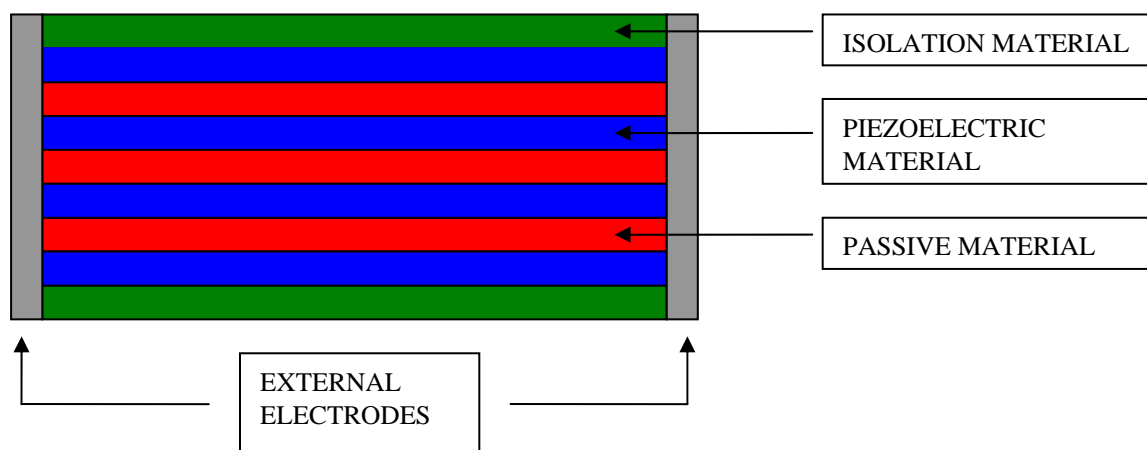 ISOLATION MATERIAL
PIEZOELECTRIC
MATERIAL
PASSIVE MATERIAL
EXTERNAL
ELECTRODES